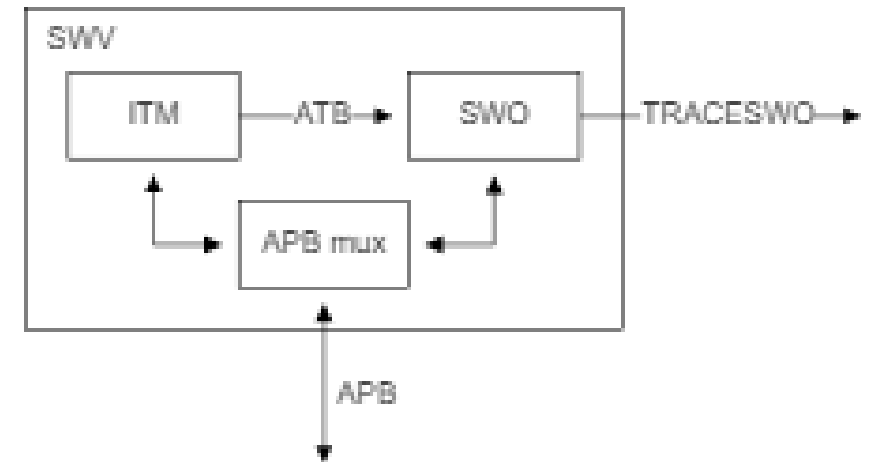 SWV
ITM
ATB
SWO
TRACESWO
APB mux
APB